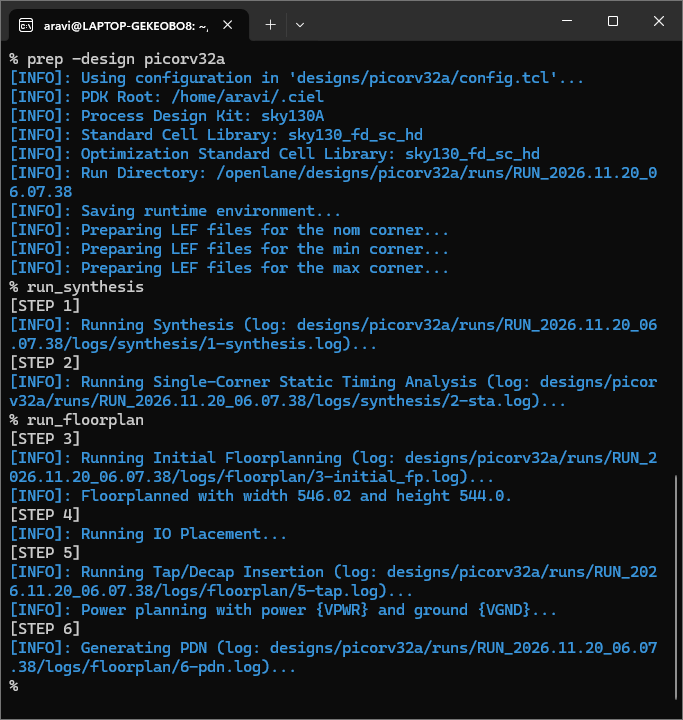 aravi@LAPTOP-GEKEOBO8: ~,
% prep -design picorv32a
[INFO]: Using configuration in 'designs/picorv32a/config.tcl'...
[INFO]: PDK Root: /home/aravi/.ciel
[INFO]: Process Design Kit: sky130A
[INFO]: Standard Cell Library: sky130_fd_sc_hd
[INFO]: Optimization Standard Cell Library: sky130_fd_sc_hd
[INFO]: Run Directory: /openlane/designs/picorv32a/runs/RUN_2026.11.20_0
6.07.38
[INFO]: Saving runtime environment...
[INFO]: Preparing LEF files for the nom corner...
[INFO]: Preparing LEF files for the min corner...
[INFO]: Preparing LEF files for the max corner...
% run_synthesis
[STEP 1]
[INFO]: Running Synthesis (log: designs/picorv32a/runs/RUN_2026.11.20_06
.07.38/logs/synthesis/1-synthesis.log)...
[STEP 2]
[INFO]: Running Single-Corner Static Timing Analysis (log: designs/picor
v32a/runs/RUN_2026.11.20_06.07.38/logs/synthesis/2-sta.log)...
% run_floorplan
[STEP 3]
[INFO]: Running Initial Floorplanning (log: designs/picorv32a/runs/RUN_2
026.11.20_06.07.38/logs/floorplan/3-initial_fp.log)...
[INFO]: Floorplanned with width 546.02 and height 544.0.
[STEP 4]
[INFO]: Running IO Placement...
[STEP 5]
[INFO]: Running Tap/Decap Insertion (log: designs/picorv32a/runs/RUN_202
6.11.20_06.07.38/logs/floorplan/5-tap.log)...
[INFO]: Power planning with power {VPWR} and ground {VGND}...
[STEP 6]
[INFO]: Generating PDN (log: designs/picorv32a/runs/RUN_2026.11.20_06.07
.38/logs/floorplan/6-pdn.log)...
%